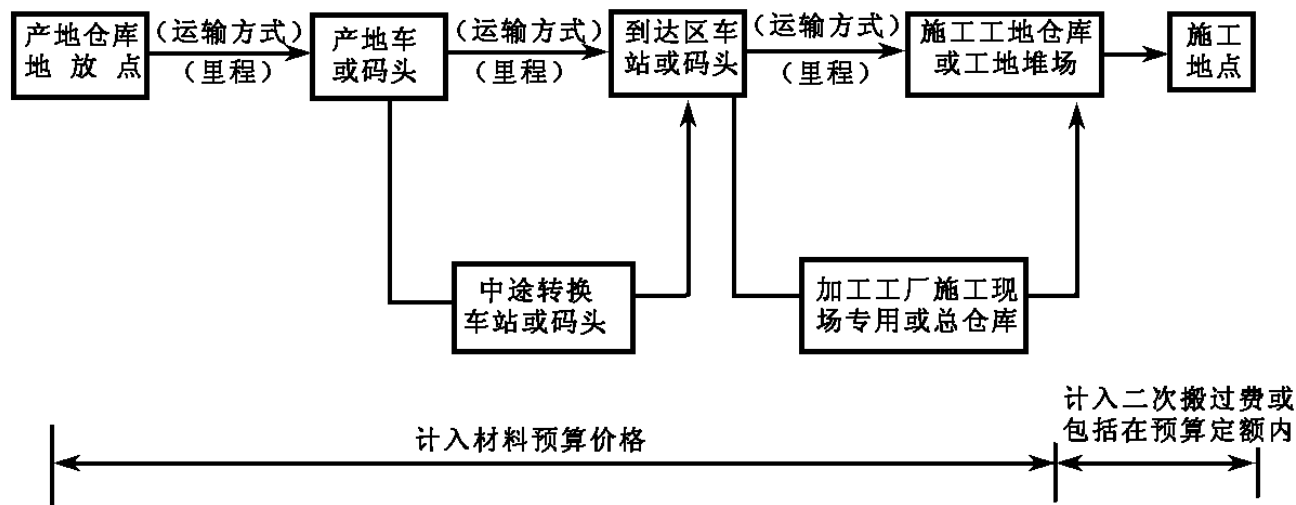 产地仓库
地放点
(运输方式)
(里程)
产地车
或码头
(运输方式)
(里程)
到达区车
站或码头
(运输方式)
(里程)
施工工地仓库
或工地堆场
施工
地点
中途转换
车站或码头
加工工厂施工现
场专用或总仓库
计入材料预算价格
计入二次搬过费或
包括在预算定额内